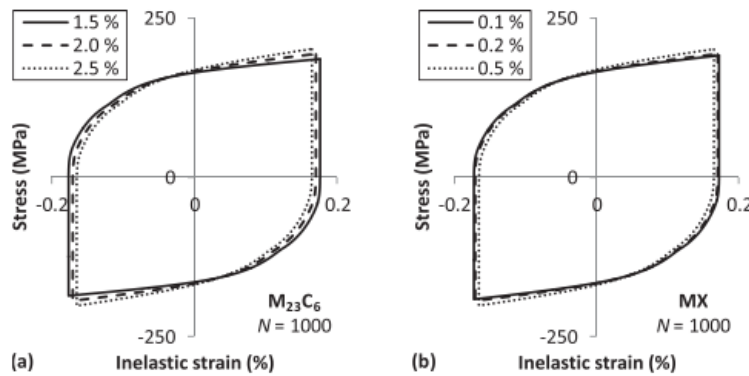 1.5 %
2.0 %
2.5 %
250
0
-0.2
0
0.2
-250
Stress (MPa)
M23C6
N = 1000
(a)
Inelastic strain (%)
0.1 %
0.2 %
0.5 %
250
0
-0.2
0
0.2
-250
Stress (MPa)
MX
N = 1000
(b)
Inelastic strain (%)